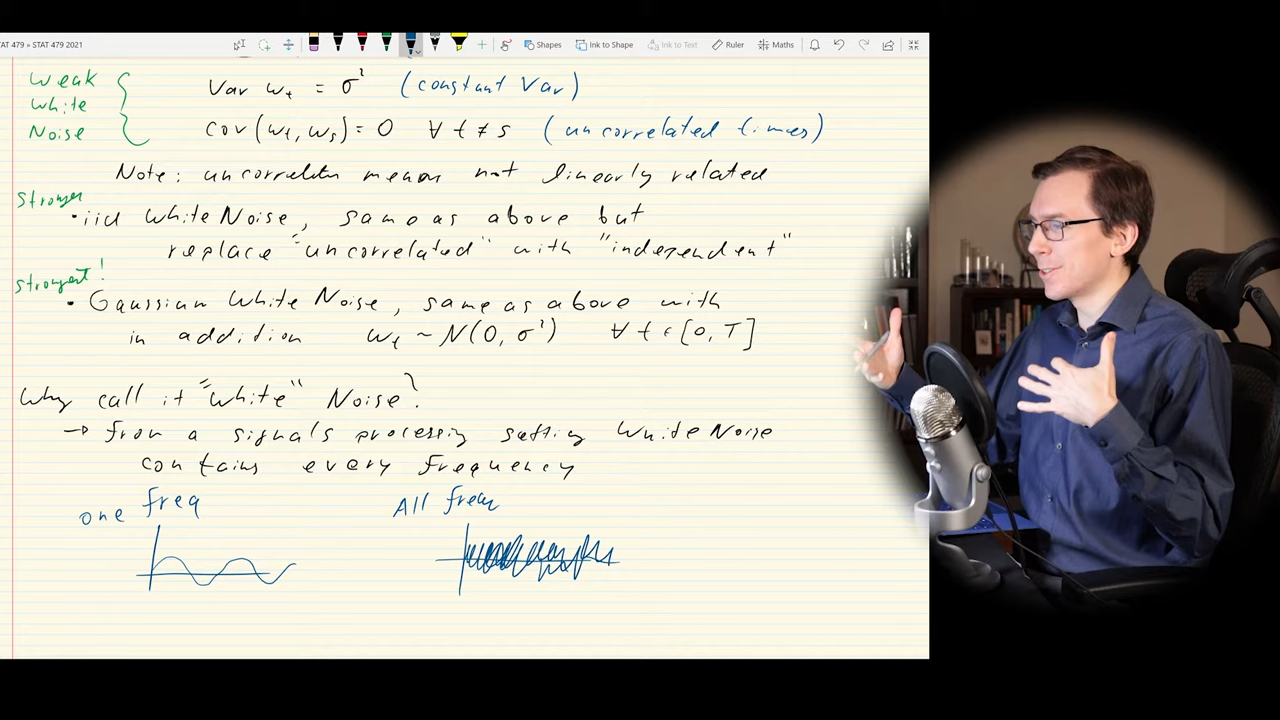 TAT 479 » STAT 479 2021
Shapes
Ink to Shape
Ink to Text
Ruler
Maths
Weak
White
Noise
Var wₜ = σ² (constant Var)
cov(wₜ, wₛ) = 0 ∀ t ≠ s (uncorrelated times)
Note: uncorrelatn means not linearly related
Stronger
• iid White Noise, same as above but
replace "uncorrelated" with "independent"
Strongest!
• Gaussian White Noise, same as above with
in addition wₜ ~ N(0, σ²) ∀ t ∈ [0, T]
Why call it "white" Noise?
→ from a signals processing setting White Noise
contains every frequency
one freq
All freq